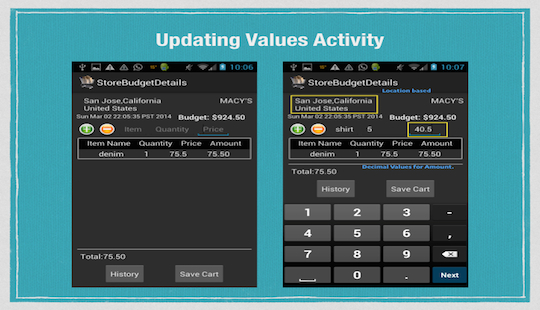 Updating Values Activity
10:06
StoreBudgetDetails
San Jose,California
United States
MACY'S
Sun Mar 02 22:05:35 PST 2014
Budget: $924.50
Item Quantity Price
Item Name Quantity Price Amount
denim 1 75.5 75.50
Total:75.50
History Save Cart
10:07
StoreBudgetDetails
Location based
San Jose,California
United States
MACY'S
Sun Mar 02 22:05:35 PST 2014
Budget: $924.50
shirt 5 40.5
Item Name Quantity Price Amount
denim 1 75.5 75.50
Decimal Values for Amount.
Total:75.50
History Save Cart
1 2 3 -
4 5 6 ,
7 8 9
0 . Next